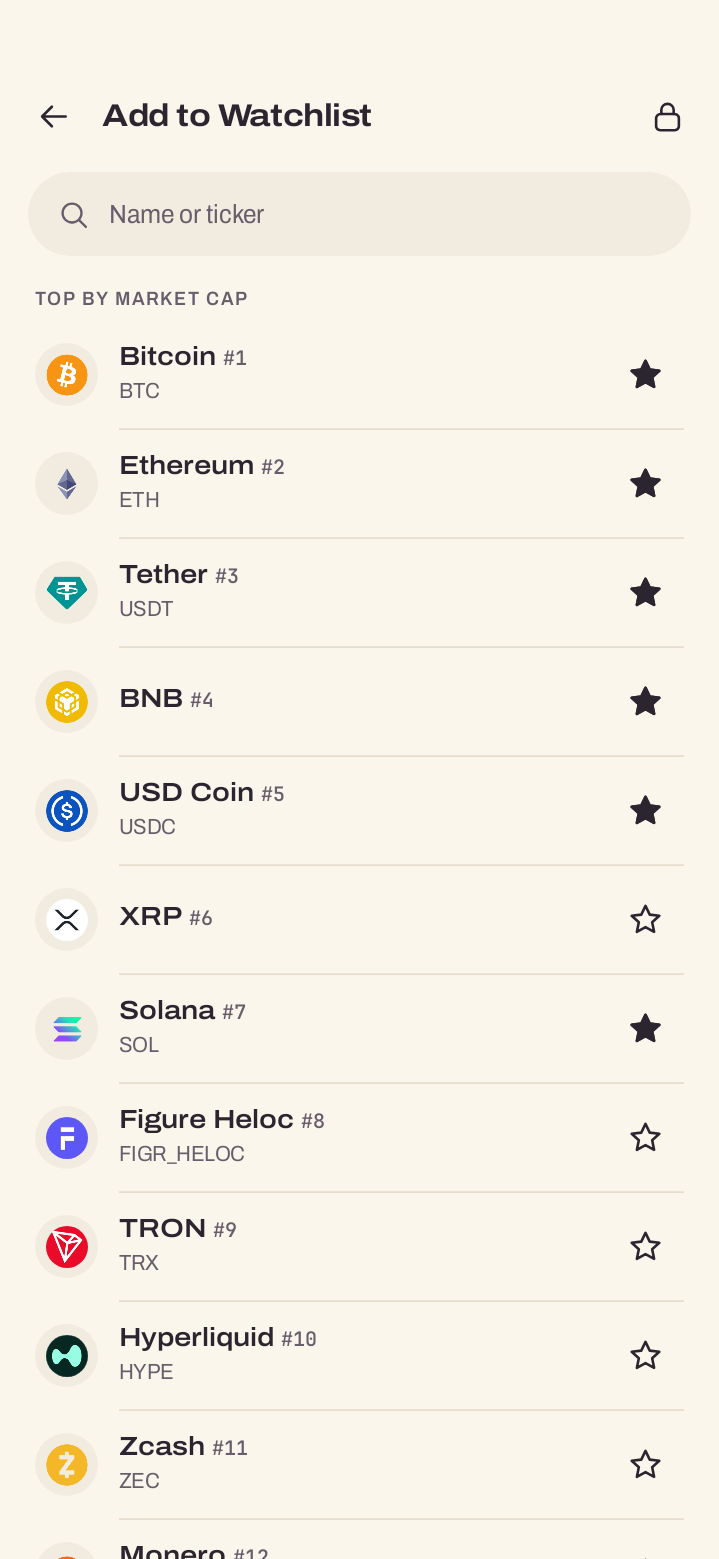 Add to Watchlist
Name or ticker
TOP BY MARKET CAP
Bitcoin #1
BTC
Ethereum #2
ETH
Tether #3
USDT
BNB #4
USD Coin #5
USDC
XRP #6
Solana #7
SOL
Figure Heloc #8
FIGR_HELOC
TRON #9
TRX
Hyperliquid #10
HYPE
Zcash #11
ZEC
Monero #12